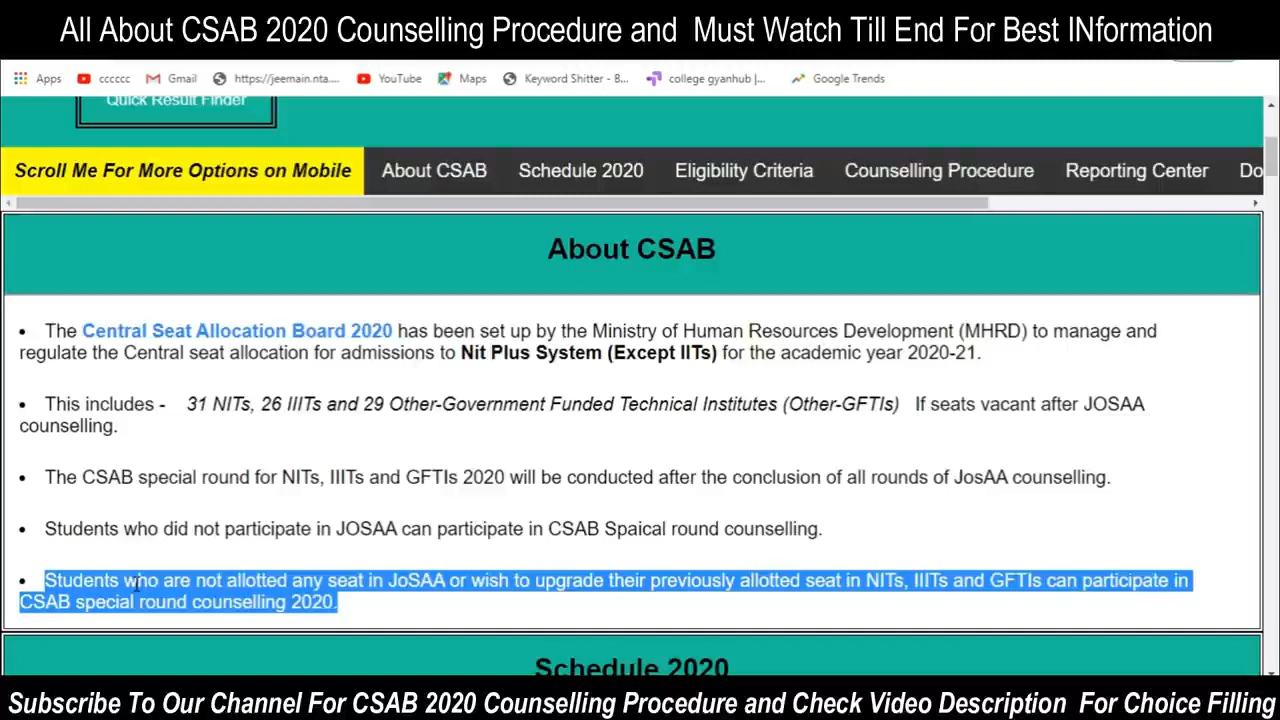 All About CSAB 2020 Counselling Procedure and Must Watch Till End For Best INformation
Apps cccccc Gmail https://jeemain.nta.... YouTube Maps Keyword Shitter - B... college gyanhub |... Google Trends
Quick Result Finder
Scroll Me For More Options on Mobile About CSAB Schedule 2020 Eligibility Criteria Counselling Procedure Reporting Center Do
About CSAB
• The Central Seat Allocation Board 2020 has been set up by the Ministry of Human Resources Development (MHRD) to manage and
regulate the Central seat allocation for admissions to Nit Plus System (Except IITs) for the academic year 2020-21.
• This includes - 31 NITs, 26 IIITs and 29 Other-Government Funded Technical Institutes (Other-GFTIs) If seats vacant after JOSAA
counselling.
• The CSAB special round for NITs, IIITs and GFTIs 2020 will be conducted after the conclusion of all rounds of JosAA counselling.
• Students who did not participate in JOSAA can participate in CSAB Spaical round counselling.
• Students who are not allotted any seat in JoSAA or wish to upgrade their previously allotted seat in NITs, IIITs and GFTIs can participate in
CSAB special round counselling 2020.
Schedule 2020
Subscribe To Our Channel For CSAB 2020 Counselling Procedure and Check Video Description For Choice Filling